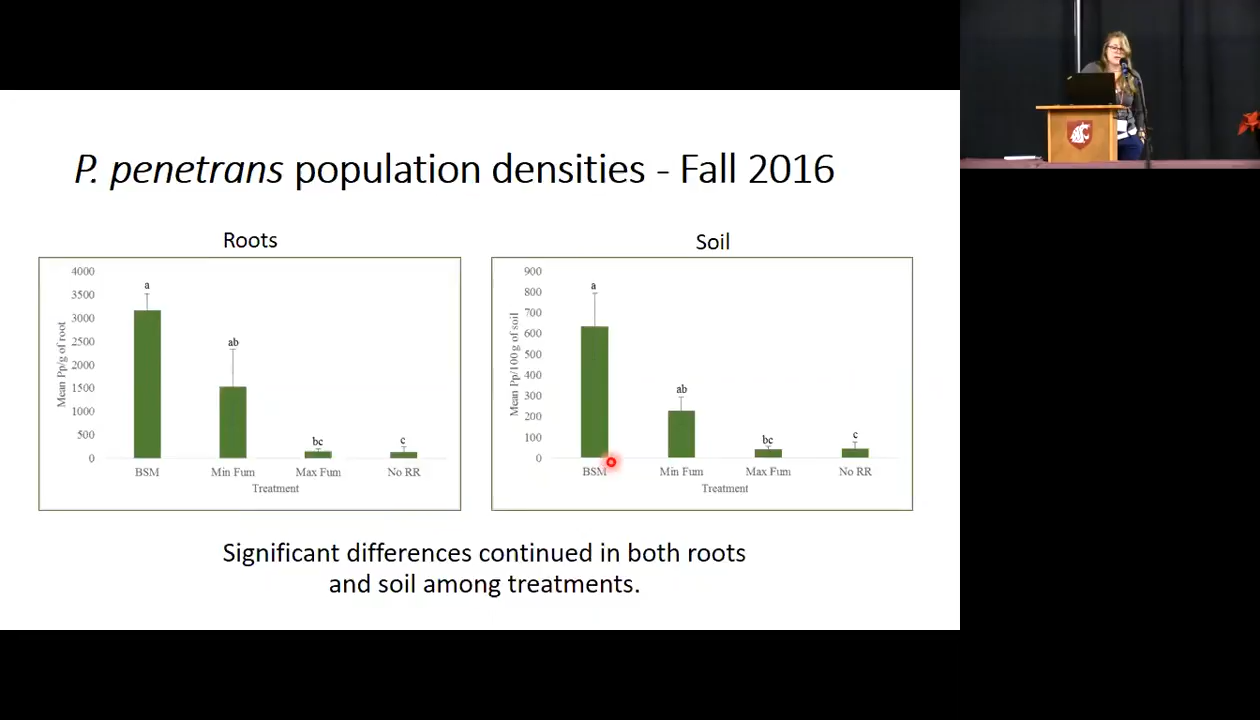 P. penetrans population densities - Fall 2016
Roots
4000
3500
3000
2500
2000
1500
1000
500
0
Mean Pp/g of root
a
ab
bc
c
BSM
Min Fum
Max Fum
No RR
Treatment
Soil
900
800
700
600
500
400
300
200
100
0
Mean Pp/100 g of soil
a
ab
bc
c
BSM
Min Fum
Max Fum
No RR
Treatment
Significant differences continued in both roots
and soil among treatments.